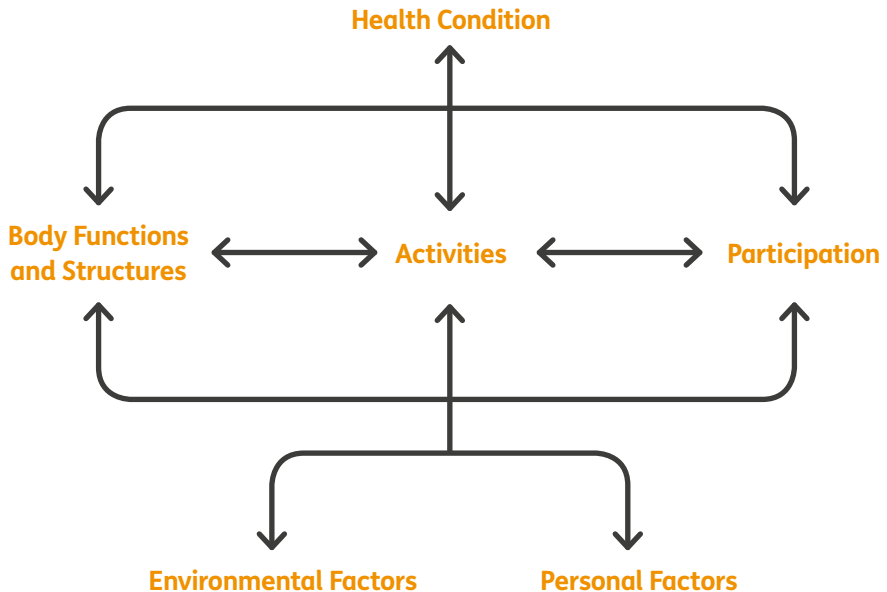 Health Condition
Body Functions
and Structures
Activities
Participation
Environmental Factors
Personal Factors